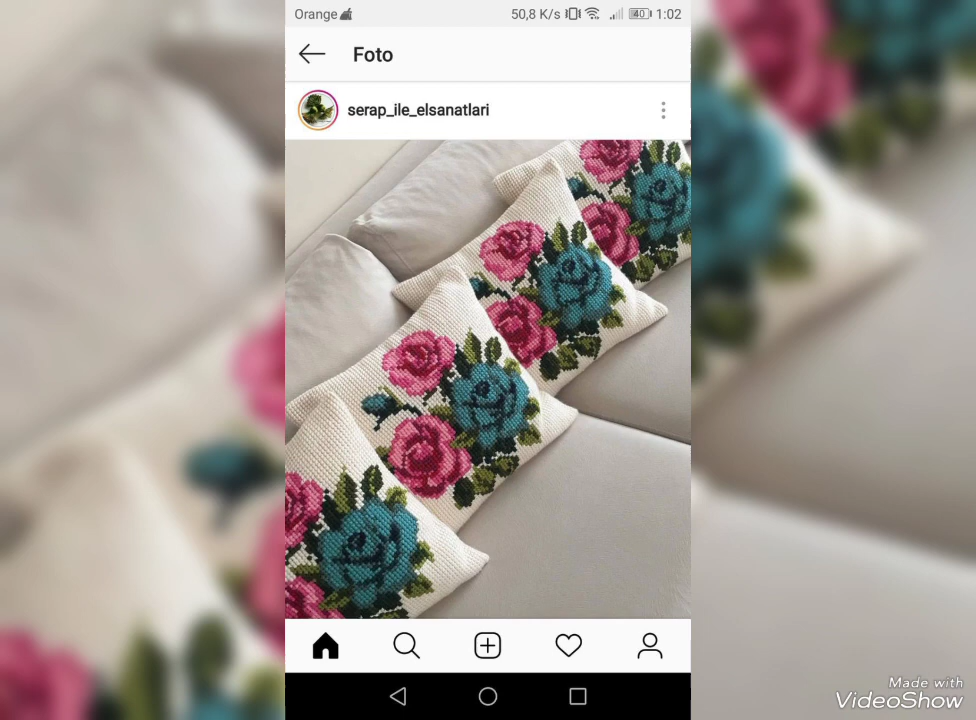 Orange
50,8 K/s 40 1:02
Foto
serap_ile_elsanatlari
Made with
VideoShow